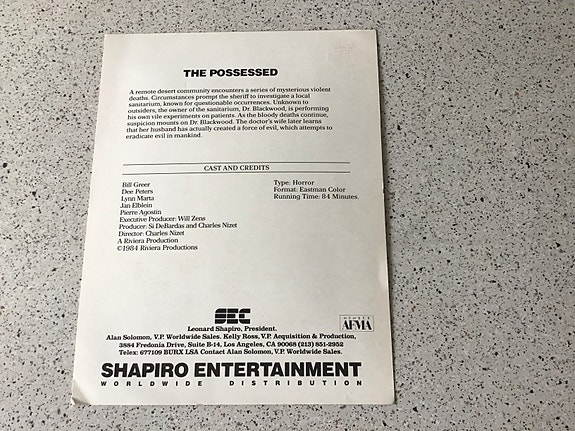 THE POSSESSED
A remote desert community encounters a series of mysterious violent
deaths. Circumstances prompt the sheriff to investigate a local
sanitarium, known for questionable occurrences. Unknown to
outsiders, the owner of the sanitarium, Dr. Blackwood, is performing
his own vile experiments on patients. As the bloody deaths continue,
suspicion mounts on Dr. Blackwood. The doctor's wife later learns
that her husband has actually created a force of evil, which attempts to
eradicate evil in mankind.
CAST AND CREDITS
Bill Greer
Dee Peters
Lynn Marta
Jan Elblein
Pierre Agostin
Executive Producer: Will Zens
Producer: Si DeBardas and Charles Nizet
Director: Charles Nizet
A Riviera Production
©1984 Riviera Productions
Type: Horror
Format: Eastman Color
Running Time: 84 Minutes.
SEC
Leonard Shapiro, President.
MEMBER
AFMA
Alan Solomon, V.P. Worldwide Sales. Kelly Ross, V.P. Acquisition & Production,
3884 Fredonia Drive, Suite B-14, Los Angeles, CA 90068 (213) 851-2952
Telex: 677109 BURX LSA Contact Alan Solomon, V.P. Worldwide Sales.
SHAPIRO ENTERTAINMENT
WORLDWIDE DISTRIBUTION